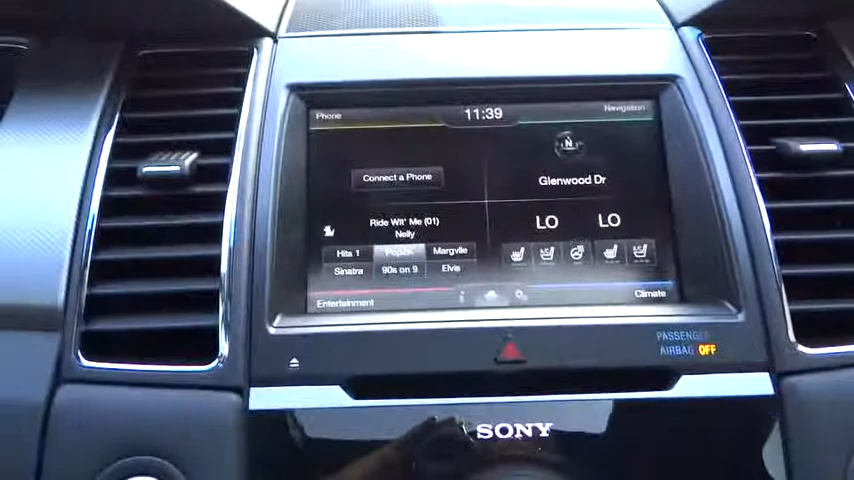 Phone
11:39
Navigation
N
Connect a Phone
Glenwood Dr
Ride Wit' Me (01)
Nelly
LO LO
Hits 1 Pop2K Margvlle
Sinatra 90s on 9 Elvis
Entertainment
i
Climate
PASSENGER
AIRBAG OFF
SONY